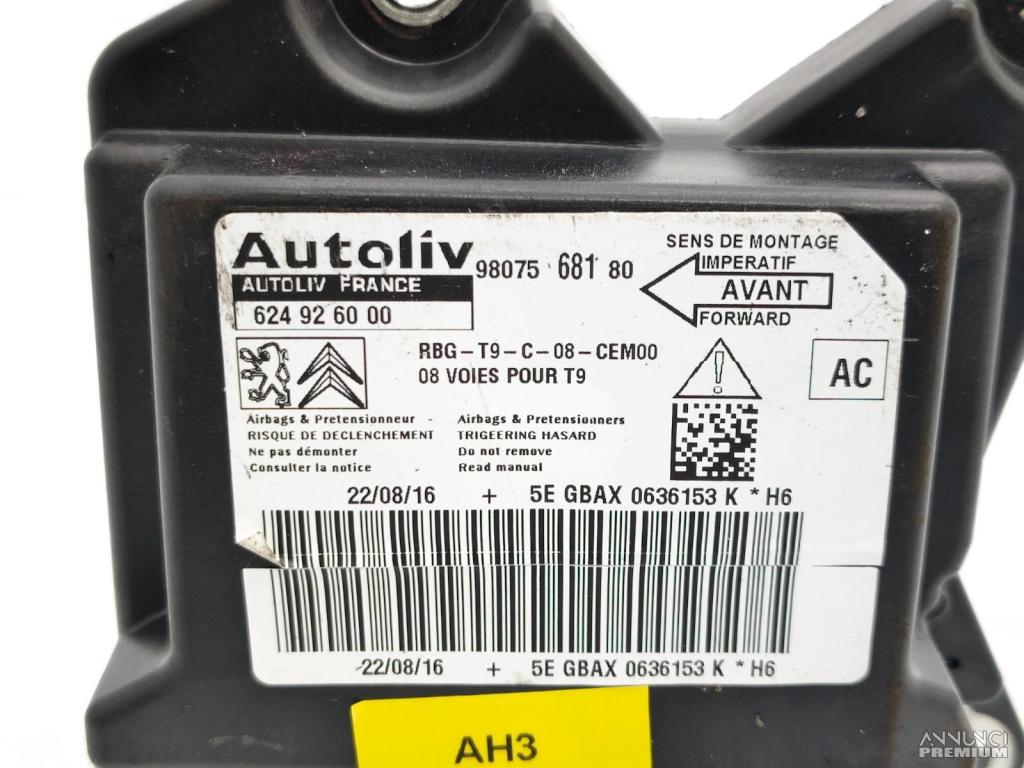 Autoliv
AUTOLIV FRANCE
624 92 60 00
98075 681 80
SENS DE MONTAGE
IMPERATIF
AVANT
FORWARD
RBG-T9-C-08-CEM00
08 VOIES POUR T9
AC
Airbags & Pretensionneur -
RISQUE DE DECLENCHEMENT
Ne pas démonter
Consulter la notice
Airbags & Pretensionners
TRIGEERING HASARD
Do not remove
Read manual
22/08/16 + 5E GBAX 0636153 K * H6
-22/08/16 + 5E GBAX 0636153 K * H6
AH3
ANNUNCI
PREMIUM